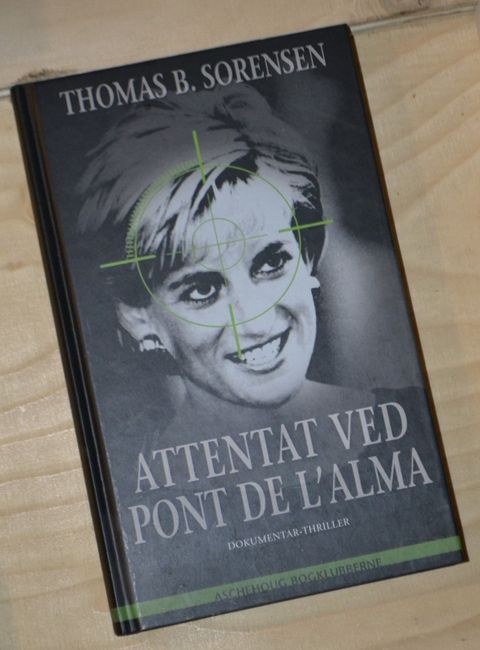 THOMAS B. SORENSEN
ATTENTAT VED
PONT DE L'ALMA
DOKUMENTAR-THRILLER
ASCHEHOUG BOGKLUBBERNE